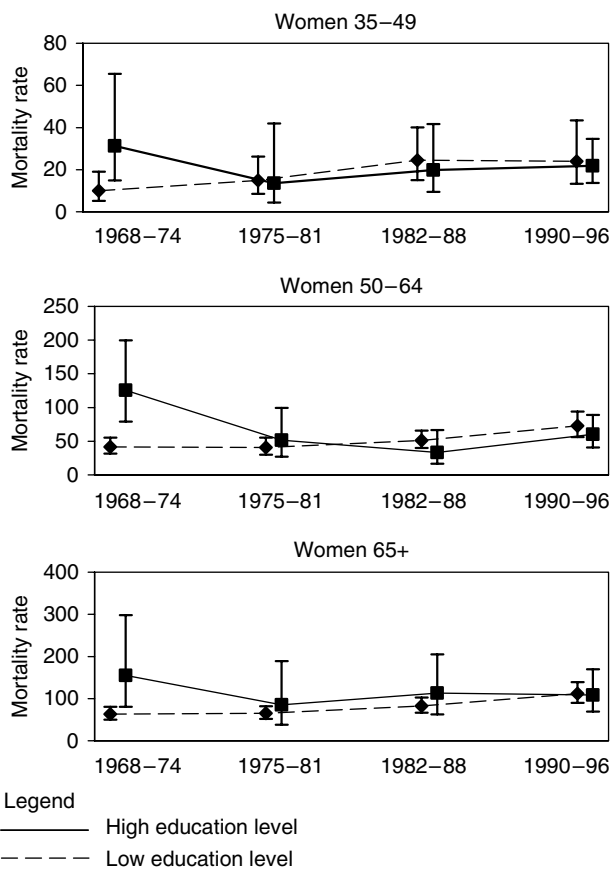 Women 35–49
Mortality rate
80
60
40
20
0
1968–74 1975–81 1982–88 1990–96
Women 50–64
Mortality rate
250
200
150
100
50
0
1968–74 1975–81 1982–88 1990–96
Women 65+
Mortality rate
400
300
200
100
0
1968–74 1975–81 1982–88 1990–96
Legend
High education level
Low education level